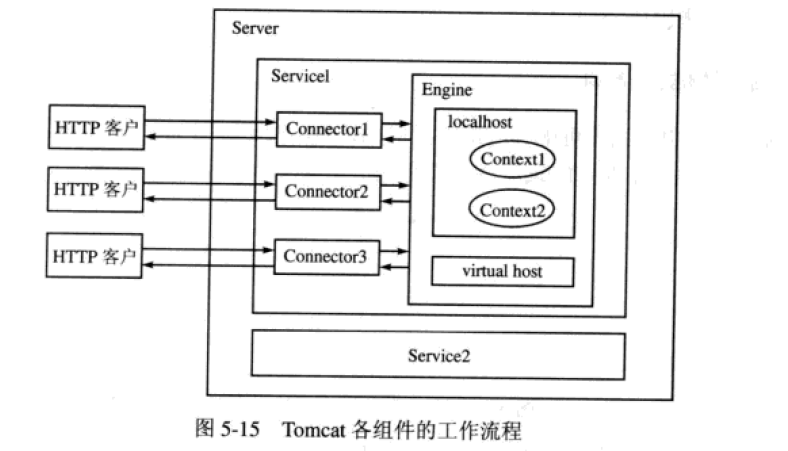 Server
Servicel
Engine
localhost
HTTP 客户
Connector1
Context1
HTTP 客户
Connector2
Context2
HTTP 客户
Connector3
virtual host
Service2
图 5-15 Tomcat 各组件的工作流程